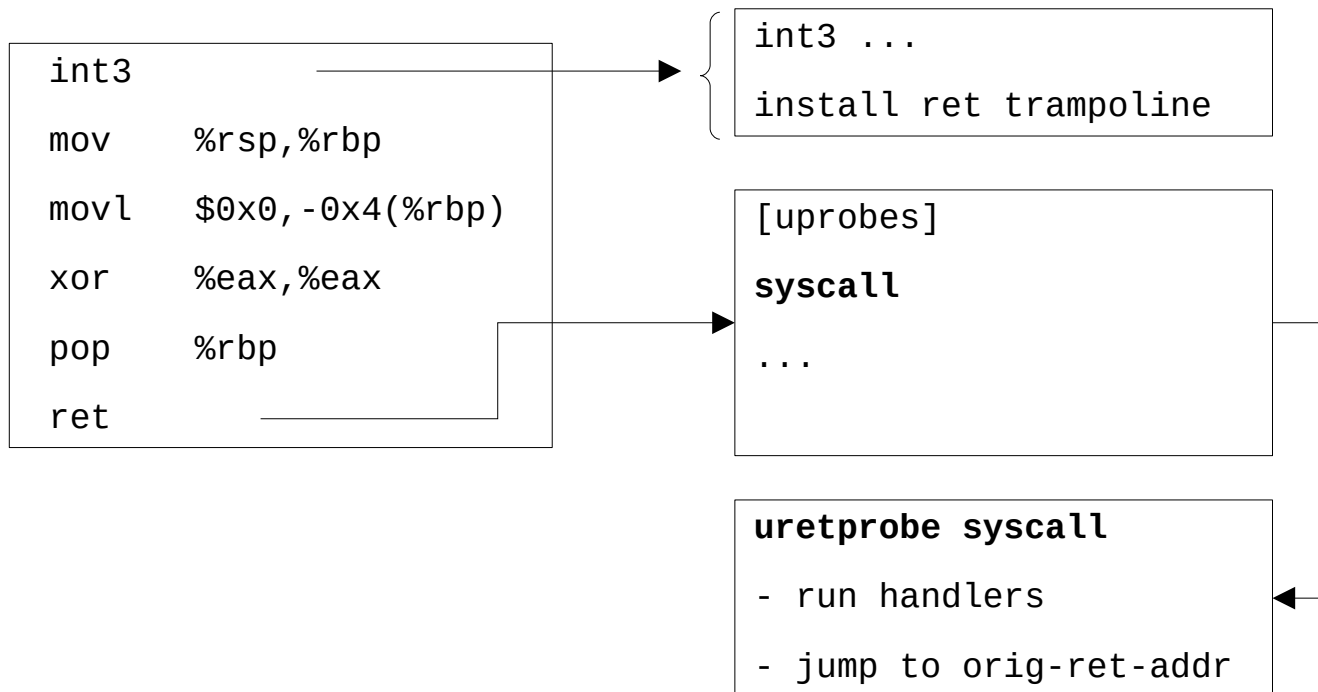 int3
mov %rsp,%rbp
movl $0x0,-0x4(%rbp)
xor %eax,%eax
pop %rbp
ret
int3 ...
install ret trampoline
[uprobes]
syscall
...
uretprobe syscall
- run handlers
- jump to orig-ret-addr